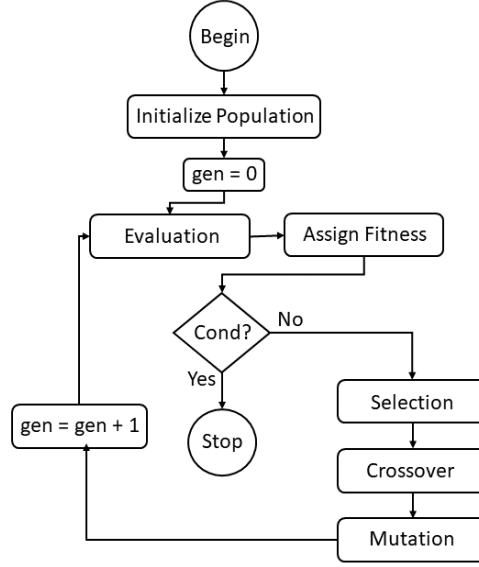 Begin
Initialize Population
gen = 0
Evaluation
Assign Fitness
Cond?
No
Yes
Stop
Selection
Crossover
Mutation
gen = gen + 1